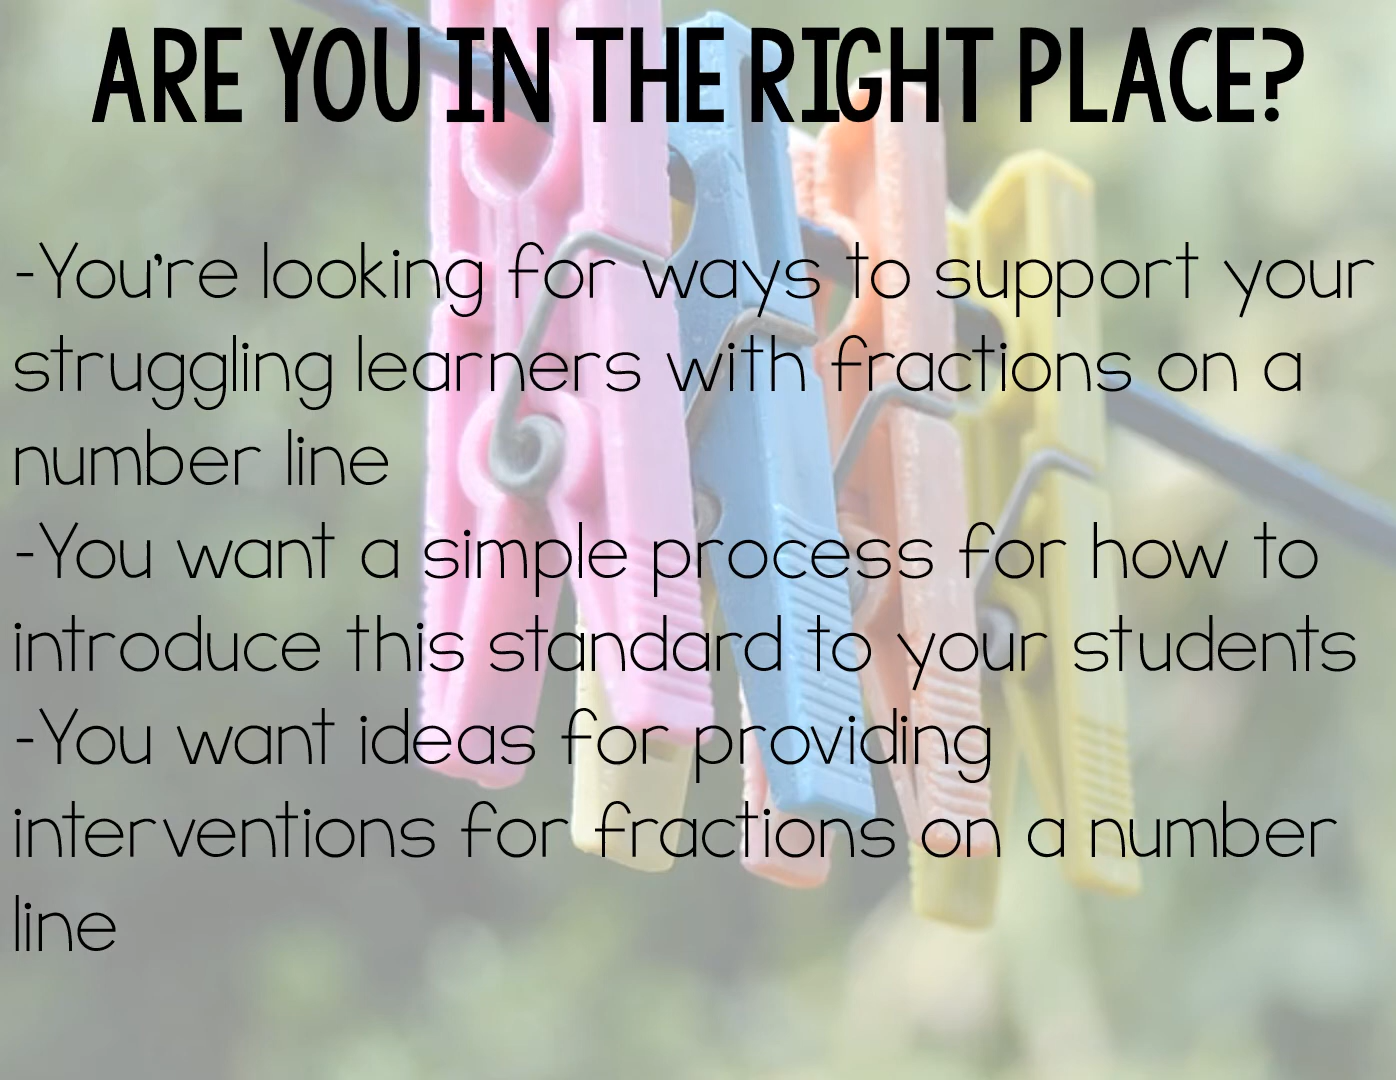 ARE YOU IN THE RIGHT PLACE?
-You're looking for ways to support your
struggling learners with fractions on a
number line
-You want a simple process for how to
introduce this standard to your students
-You want ideas for providing
interventions for fractions on a number
line